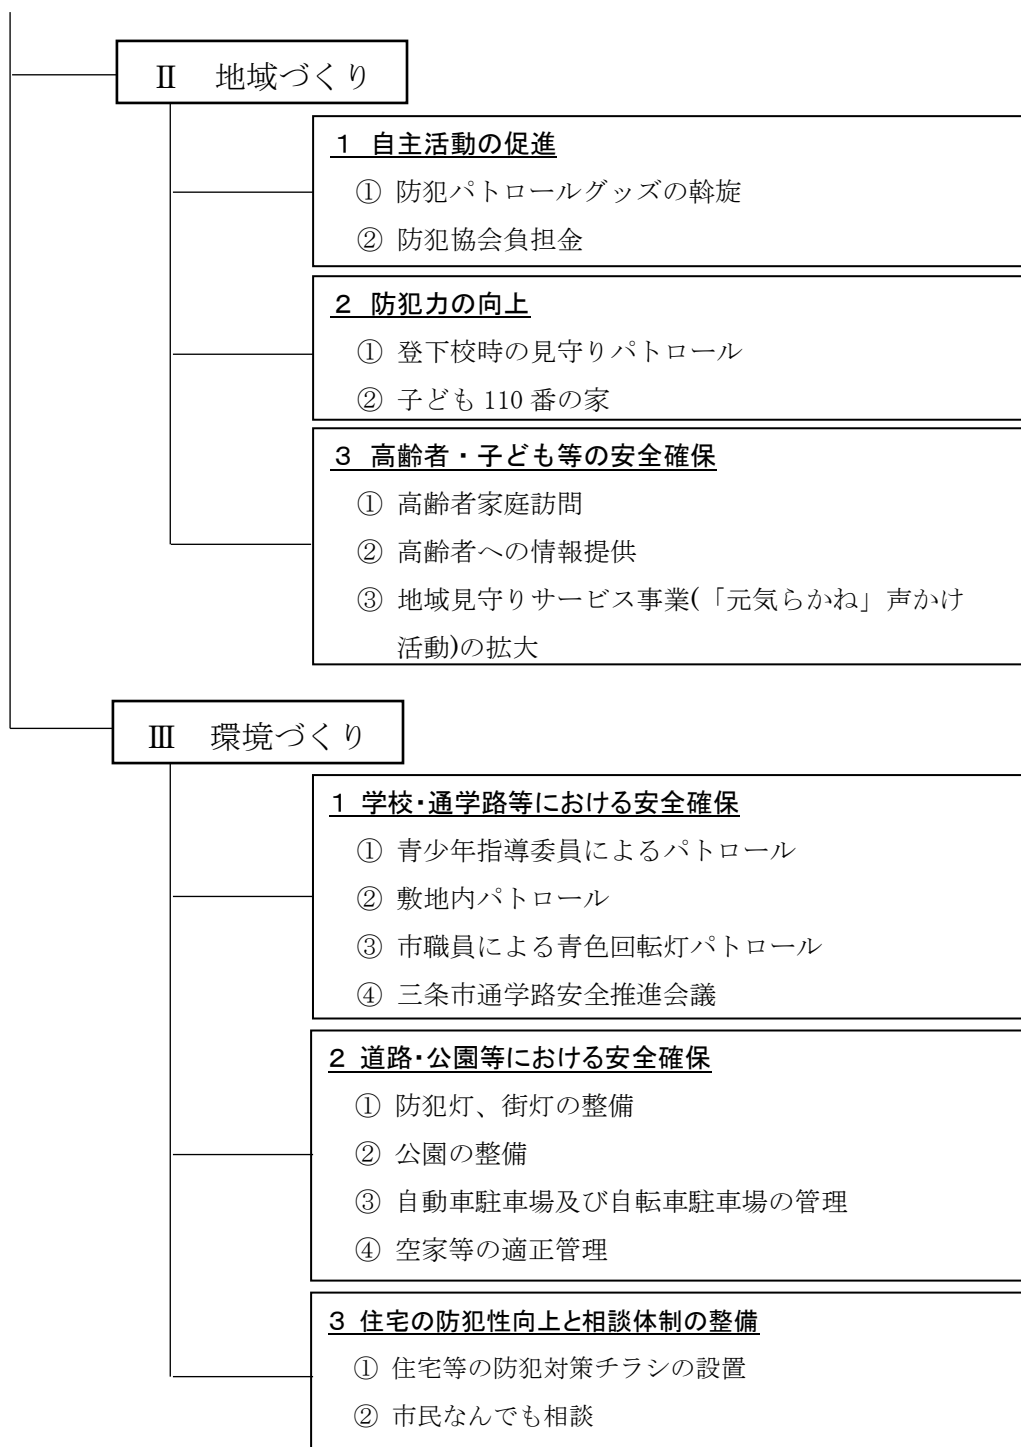 Ⅱ　地域づくり
１ 自主活動の促進
① 防犯パトロールグッズの斡旋
② 防犯協会負担金
２ 防犯力の向上
① 登下校時の見守りパトロール
② 子ども 110 番の家
３ 高齢者・子ども等の安全確保
① 高齢者家庭訪問
② 高齢者への情報提供
③ 地域見守りサービス事業(「元気らかね」声かけ
活動)の拡大
Ⅲ　環境づくり
１ 学校・通学路等における安全確保
① 青少年指導委員によるパトロール
② 敷地内パトロール
③ 市職員による青色回転灯パトロール
④ 三条市通学路安全推進会議
２ 道路・公園等における安全確保
① 防犯灯、街灯の整備
② 公園の整備
③ 自動車駐車場及び自転車駐車場の管理
④ 空家等の適正管理
３ 住宅の防犯性向上と相談体制の整備
① 住宅等の防犯対策チラシの設置
② 市民なんでも相談